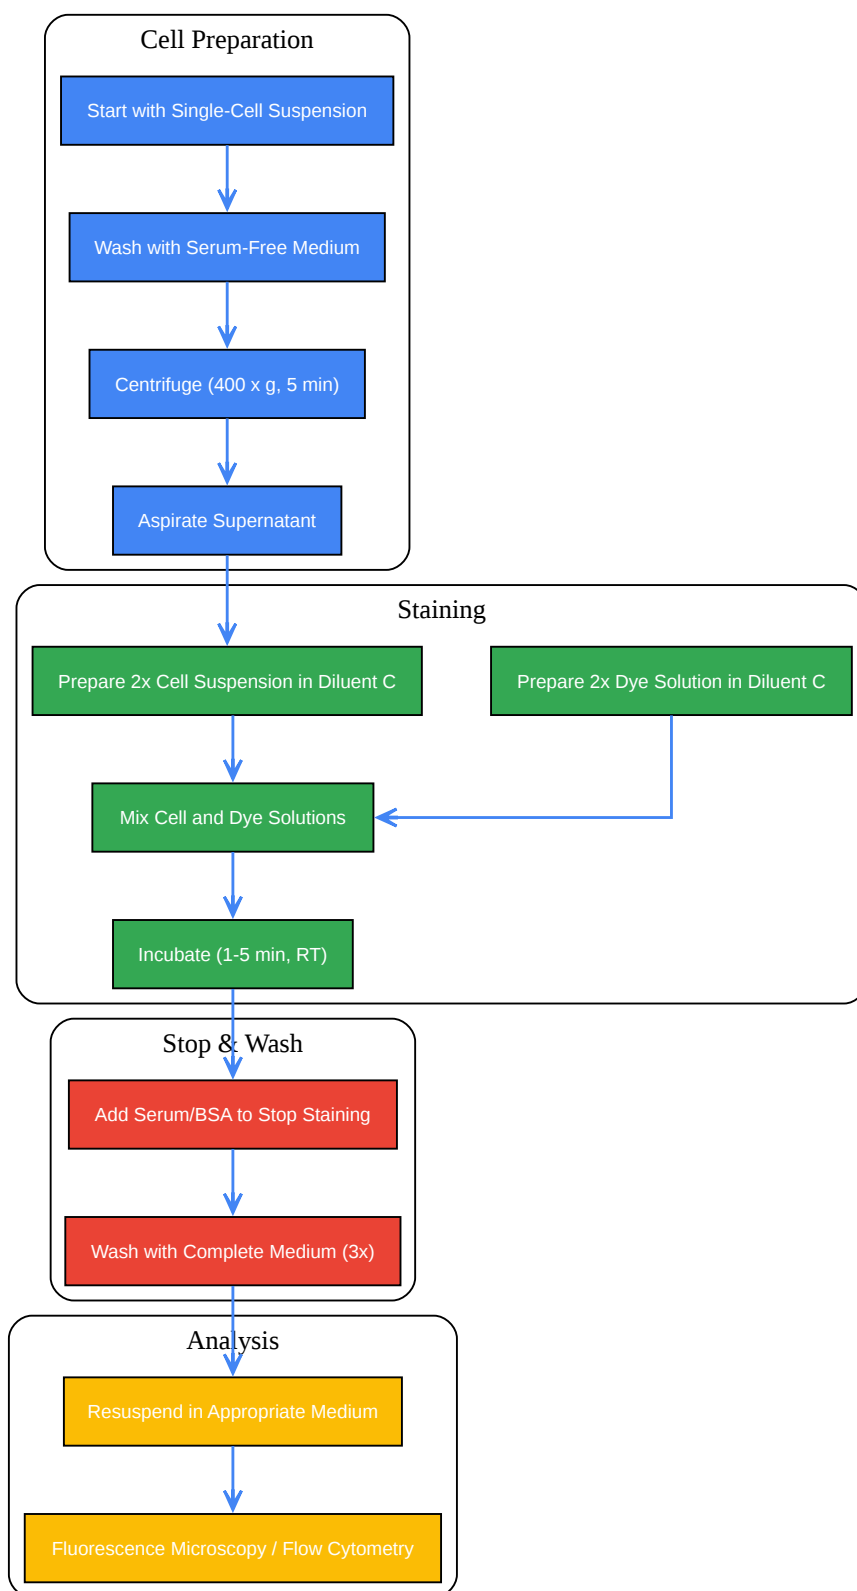 Cell Preparation
Start with Single-Cell Suspension
Wash with Serum-Free Medium
Centrifuge (400 x g, 5 min)
Aspirate Supernatant
Staining
Prepare 2x Cell Suspension in Diluent C
Prepare 2x Dye Solution in Diluent C
Mix Cell and Dye Solutions
Incubate (1-5 min, RT)
Stop & Wash
Add Serum/BSA to Stop Staining
Wash with Complete Medium (3x)
Analysis
Resuspend in Appropriate Medium
Fluorescence Microscopy / Flow Cytometry